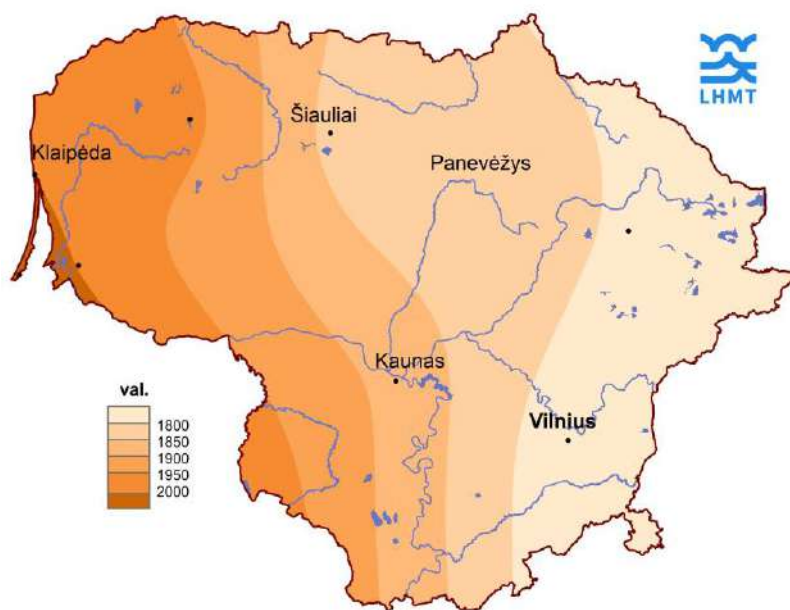 LHMT
Šiauliai
Klaipėda
Panevėžys
Kaunas
val.
1800
1850
1900
1950
2000
Vilnius